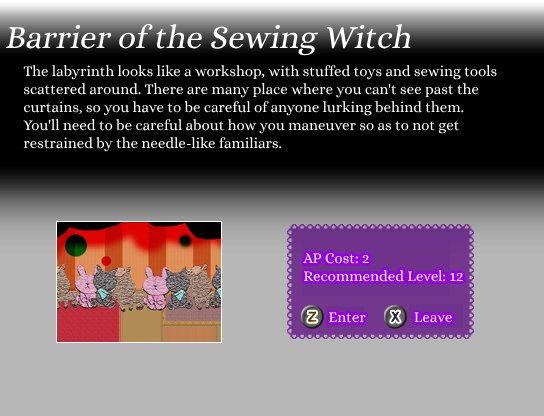 Barrier of the Sewing Witch
The labyrinth looks like a workshop, with stuffed toys and sewing tools
scattered around. There are many place where you can't see past the
curtains, so you have to be careful of anyone lurking behind them.
You'll need to be careful about how you maneuver so as to not get
restrained by the needle-like familiars.
AP Cost: 2
Recommended Level: 12
Z Enter X Leave